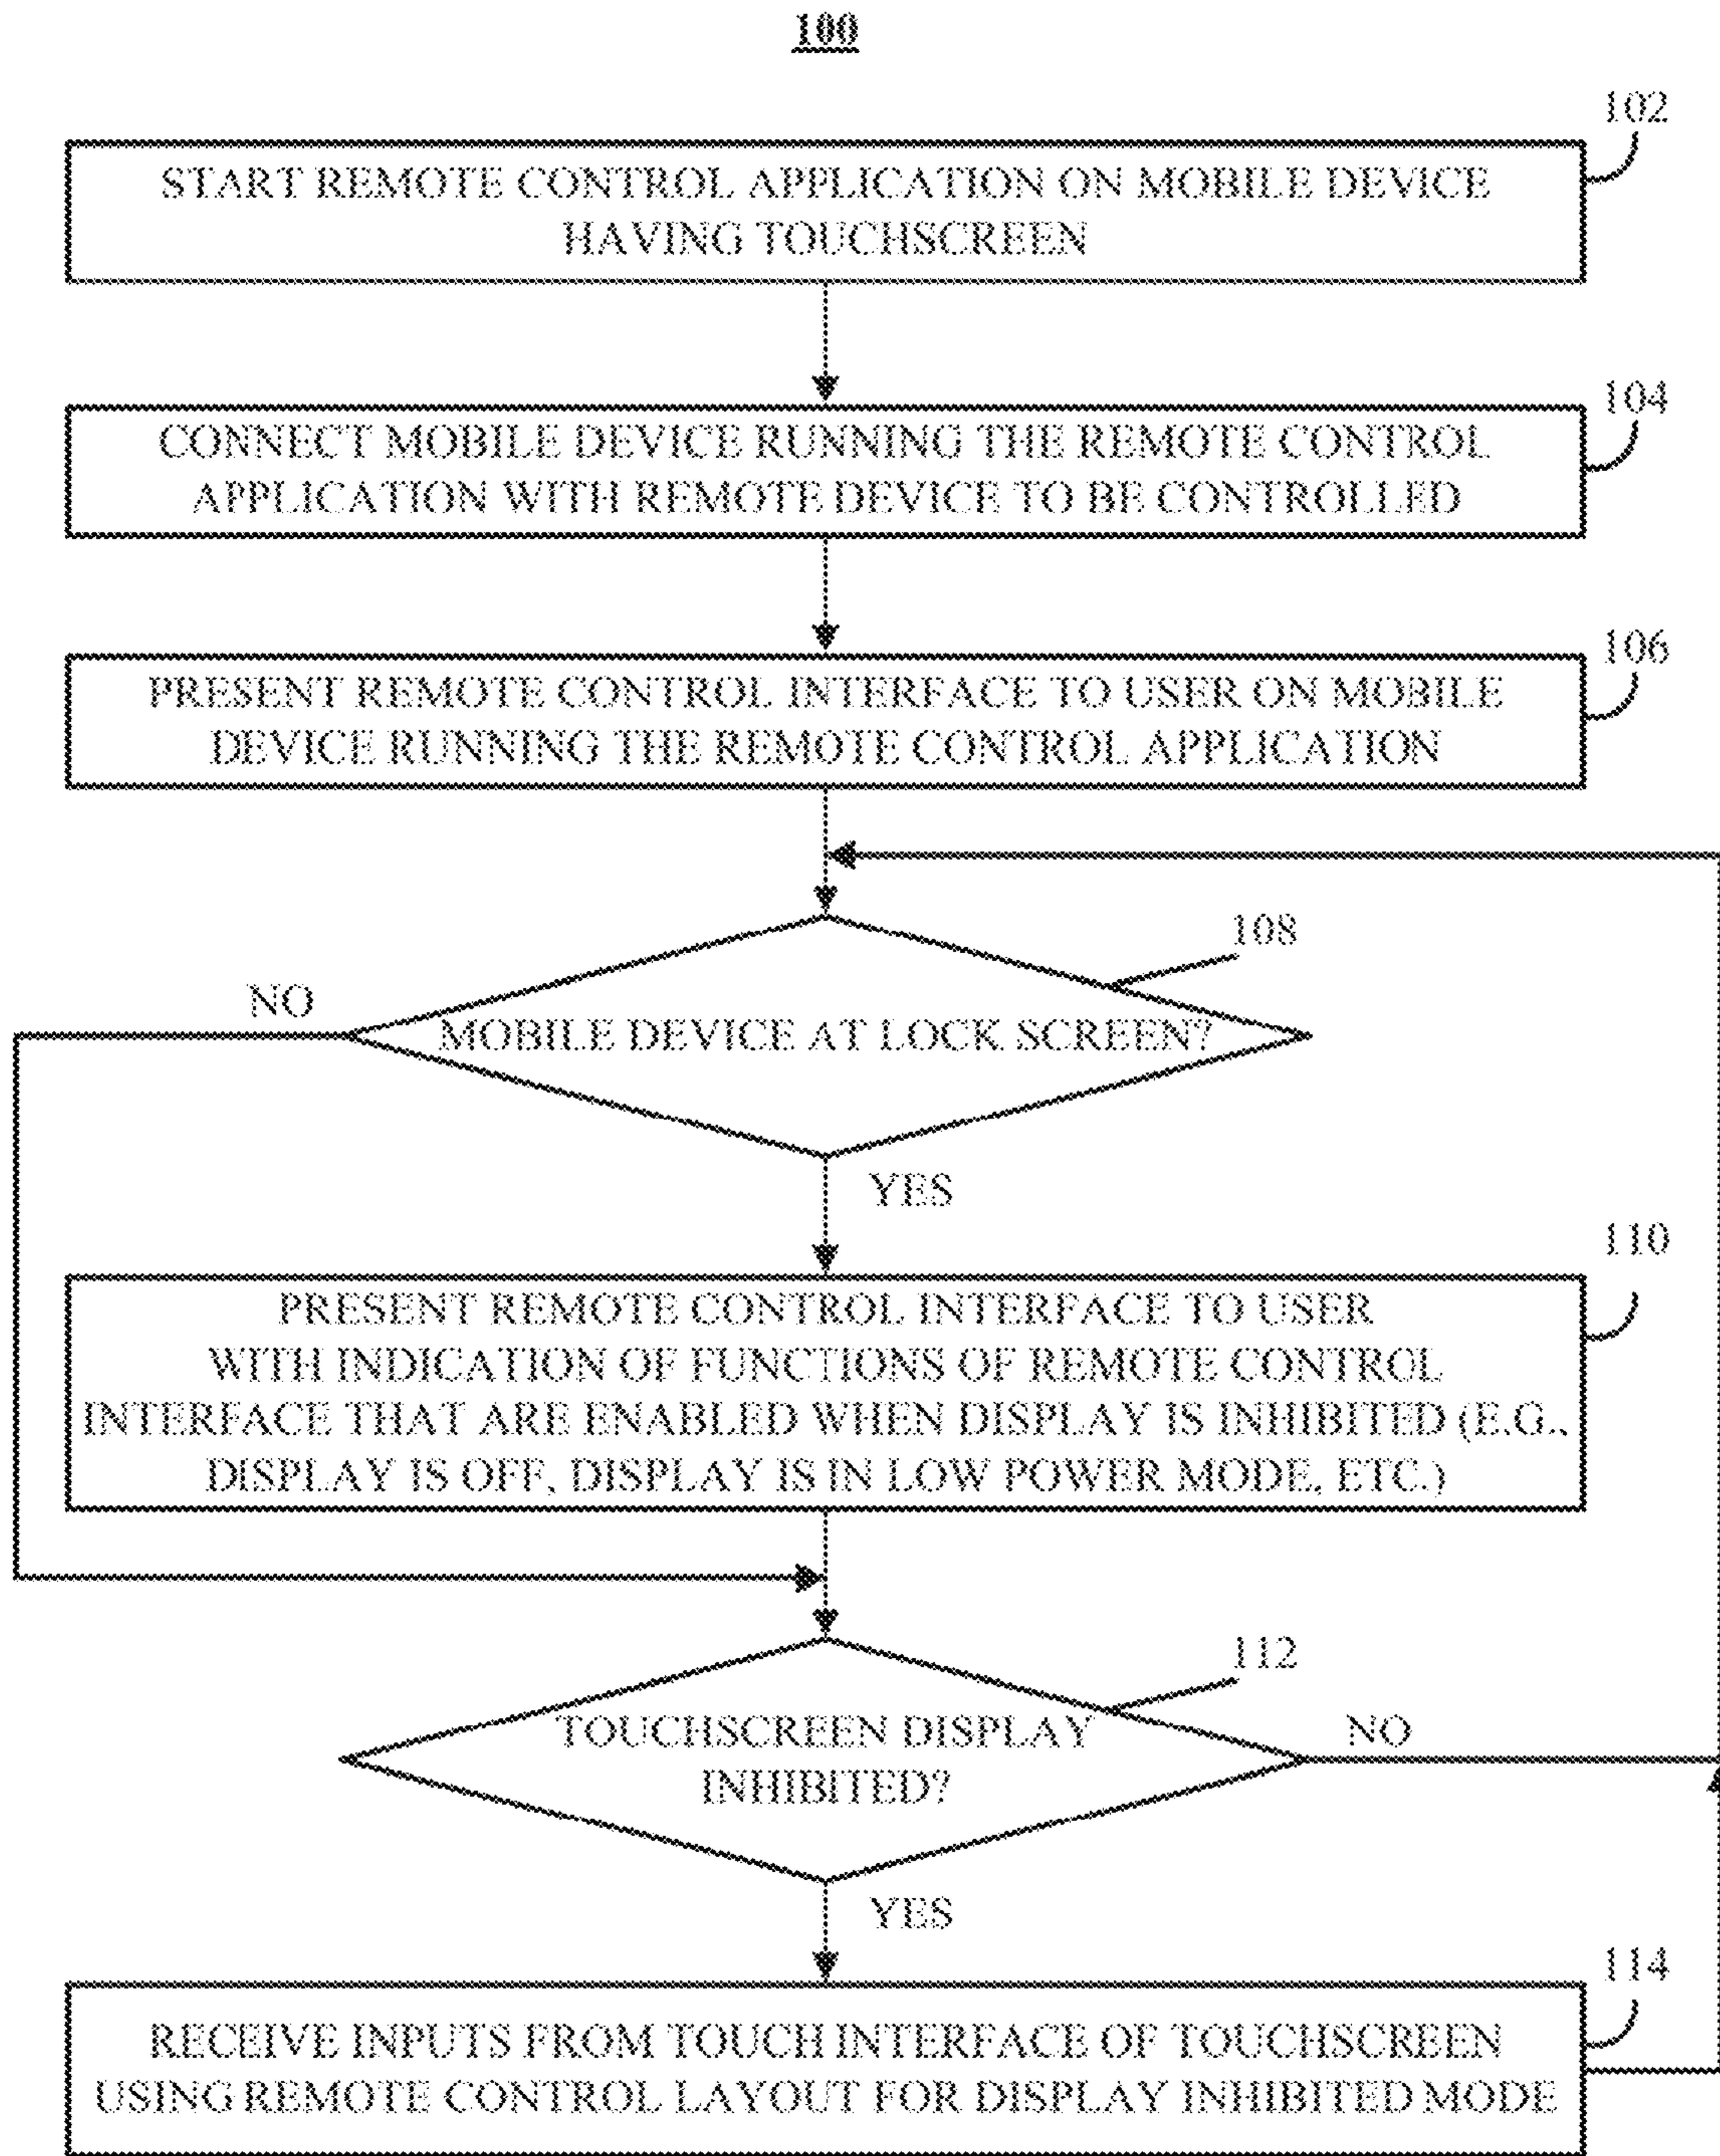 100
102
START REMOTE CONTROL APPLICATION ON MOBILE DEVICE
HAVING TOUCHSCREEN
104
CONNECT MOBILE DEVICE RUNNING THE REMOTE CONTROL
APPLICATION WITH REMOTE DEVICE TO BE CONTROLLED
106
PRESENT REMOTE CONTROL INTERFACE TO USER ON MOBILE
DEVICE RUNNING THE REMOTE CONTROL APPLICATION
108
NO
MOBILE DEVICE AT LOCK SCREEN?
YES
110
PRESENT REMOTE CONTROL INTERFACE TO USER
WITH INDICATION OF FUNCTIONS OF REMOTE CONTROL
INTERFACE THAT ARE ENABLED WHEN DISPLAY IS INHIBITED (E.G.,
DISPLAY IS OFF, DISPLAY IS IN LOW POWER MODE, ETC.)
112
TOUCHSCREEN DISPLAY
INHIBITED?
NO
YES
114
RECEIVE INPUTS FROM TOUCH INTERFACE OF TOUCHSCREEN
USING REMOTE CONTROL LAYOUT FOR DISPLAY INHIBITED MODE